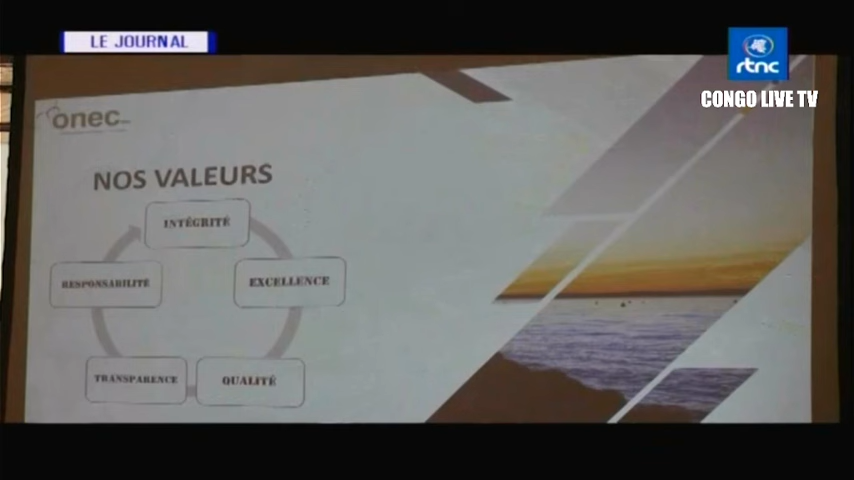 LE JOURNAL
rtnc
CONGO LIVE TV
onec
NOS VALEURS
INTÉGRITÉ
RESPONSABILITÉ
EXCELLENCE
TRANSPARENCE
QUALITÉ